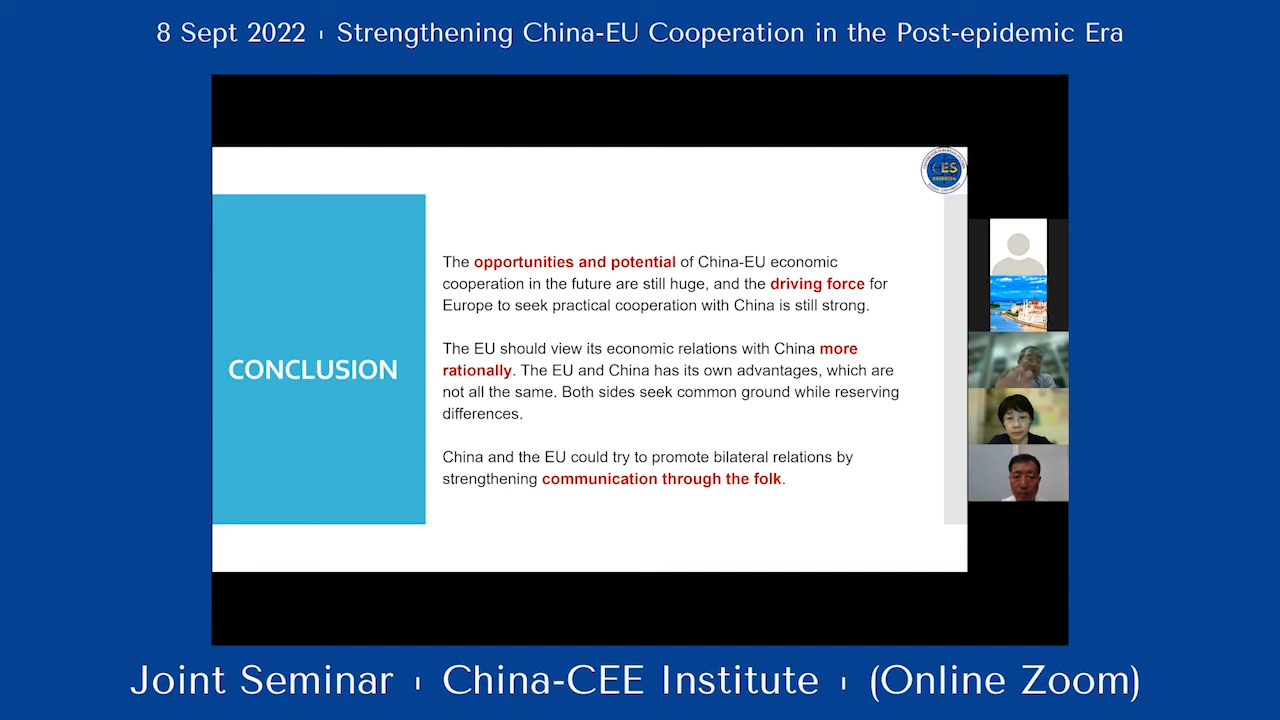 8 Sept 2022 ı Strengthening China-EU Cooperation in the Post-epidemic Era
CES
CONCLUSION
The opportunities and potential of China-EU economic
cooperation in the future are still huge, and the driving force for
Europe to seek practical cooperation with China is still strong.
The EU should view its economic relations with China more
rationally. The EU and China has its own advantages, which are
not all the same. Both sides seek common ground while reserving
differences.
China and the EU could try to promote bilateral relations by
strengthening communication through the folk.
Joint Seminar ı China-CEE Institute ı (Online Zoom)